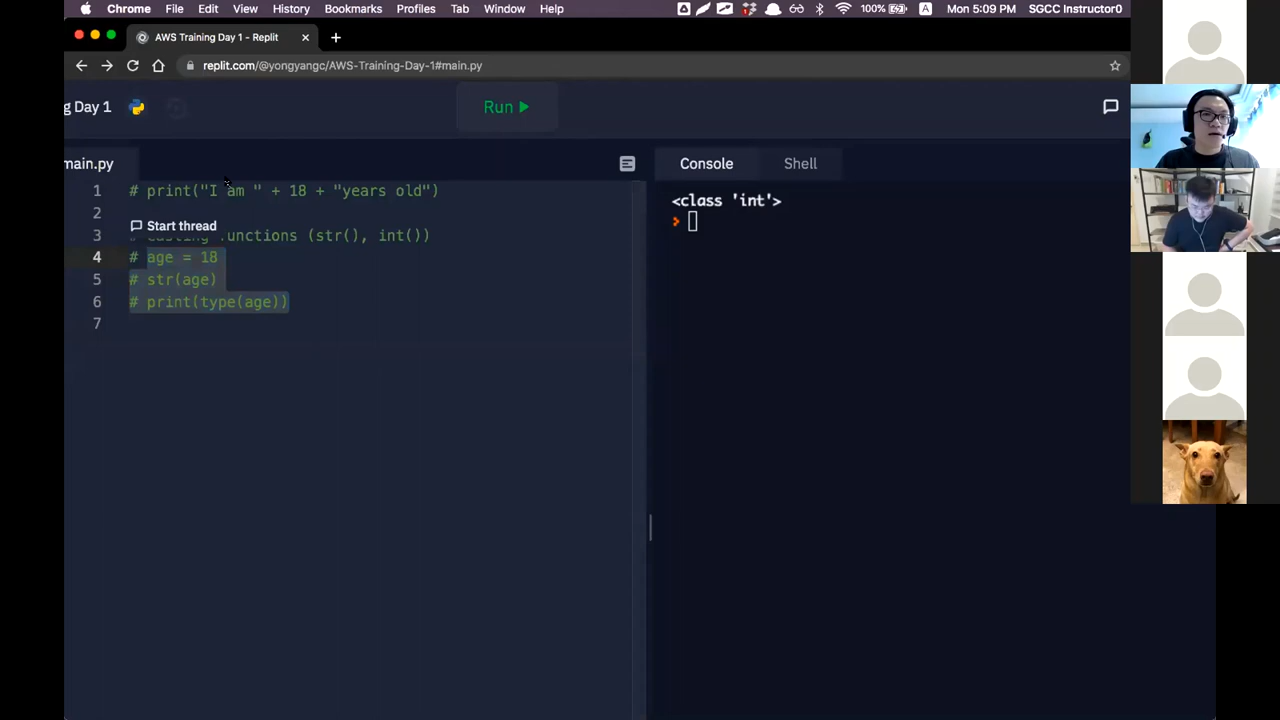 Chrome File Edit View History Bookmarks Profiles Tab Window Help 100% A Mon 5:09 PM SGCC Instructor0
AWS Training Day 1 - Replit
replit.com/@yongyangc/AWS-Training-Day-1#main.py
g Day 1
Run
main.py
Console
Shell
1 # print("I am " + 18 + "years old")
2
Start thread
3 unctions (str(), int())
4 # age = 18
5 # str(age)
6 # print(type(age))
7
<class 'int'>